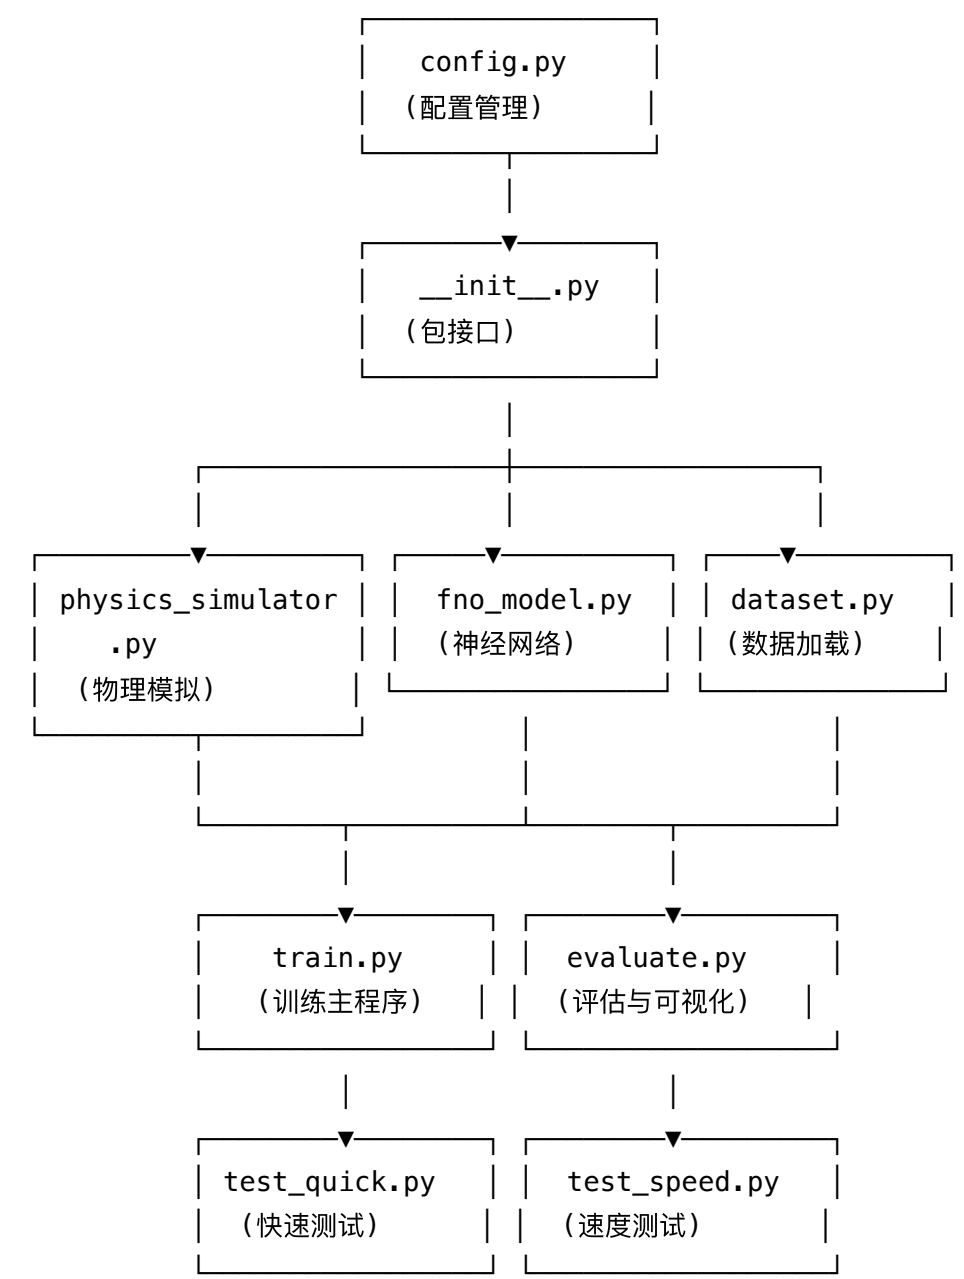 config.py
(配置管理)
__init__.py
(包接口)
physics_simulator
.py
(物理模拟)
fno_model.py
(神经网络)
dataset.py
(数据加载)
train.py
(训练主程序)
evaluate.py
(评估与可视化)
test_quick.py
(快速测试)
test_speed.py
(速度测试)